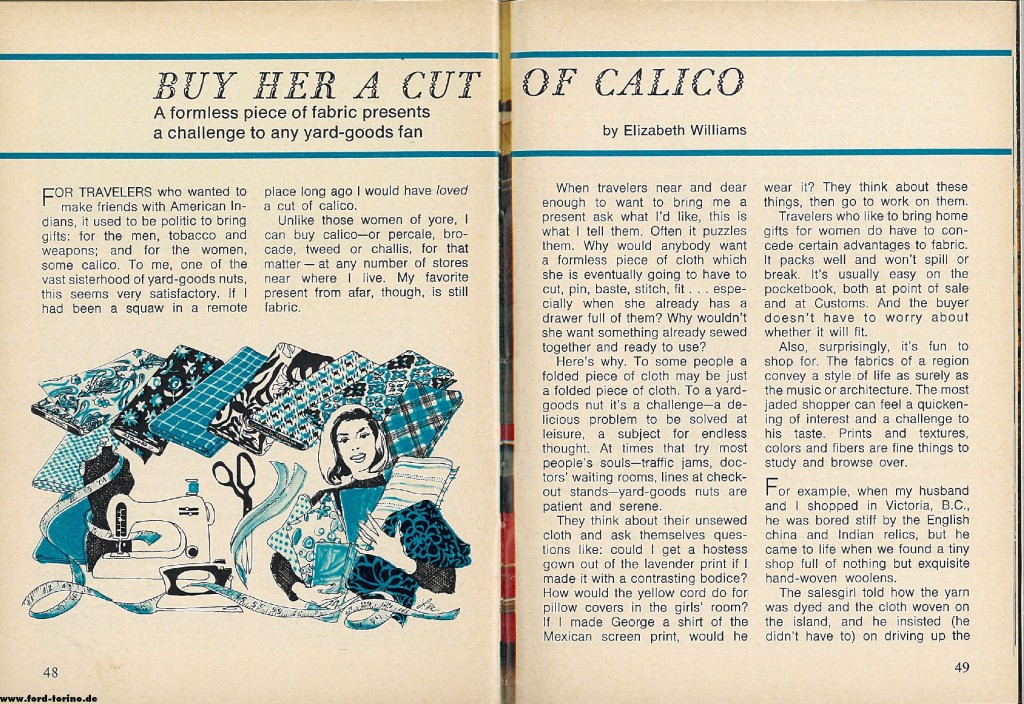 BUY HER A CUT OF CALICO
A formless piece of fabric presents
a challenge to any yard-goods fan
by Elizabeth Williams
FOR TRAVELERS who wanted to
make friends with American In-
dians, it used to be politic to bring
gifts: for the men, tobacco and
weapons; and for the women,
some calico. To me, one of the
vast sisterhood of yard-goods nuts,
this seems very satisfactory. If I
had been a squaw in a remote
place long ago I would have loved
a cut of calico.
Unlike those women of yore, I
can buy calico—or percale, bro-
cade, tweed or challis, for that
matter—at any number of stores
near where I live. My favorite
present from afar, though, is still
fabric.
48
When travelers near and dear
enough to want to bring me a
present ask what I'd like, this is
what I tell them. Often it puzzles
them. Why would anybody want
a formless piece of cloth which
she is eventually going to have to
cut, pin, baste, stitch, fit . . . espe-
cially when she already has a
drawer full of them? Why wouldn't
she want something already sewed
together and ready to use?
Here's why. To some people a
folded piece of cloth may be just
a folded piece of cloth. To a yard-
goods nut it's a challenge—a de-
licious problem to be solved at
leisure, a subject for endless
thought. At times that try most
people's souls—traffic jams, doc-
tors' waiting rooms, lines at check-
out stands—yard-goods nuts are
patient and serene.
They think about their unsewed
cloth and ask themselves ques-
tions like: could I get a hostess
gown out of the lavender print if I
made it with a contrasting bodice?
How would the yellow cord do for
pillow covers in the girls' room?
If I made George a shirt of the
Mexican screen print, would he
wear it? They think about these
things, then go to work on them.
Travelers who like to bring home
gifts for women do have to con-
cede certain advantages to fabric.
It packs well and won't spill or
break. It's usually easy on the
pocketbook, both at point of sale
and at Customs. And the buyer
doesn't have to worry about
whether it will fit.
Also, surprisingly, it's fun to
shop for. The fabrics of a region
convey a style of life as surely as
the music or architecture. The most
jaded shopper can feel a quicken-
ing of interest and a challenge to
his taste. Prints and textures,
colors and fibers are fine things to
study and browse over.
For example, when my husband
and I shopped in Victoria, B.C.,
he was bored stiff by the English
china and Indian relics, but he
came to life when we found a tiny
shop full of nothing but exquisite
hand-woven woolens.
The salesgirl told how the yarn
was dyed and the cloth woven on
the island, and he insisted (he
didn't have to) on driving up the
49
www.ford-torino.de